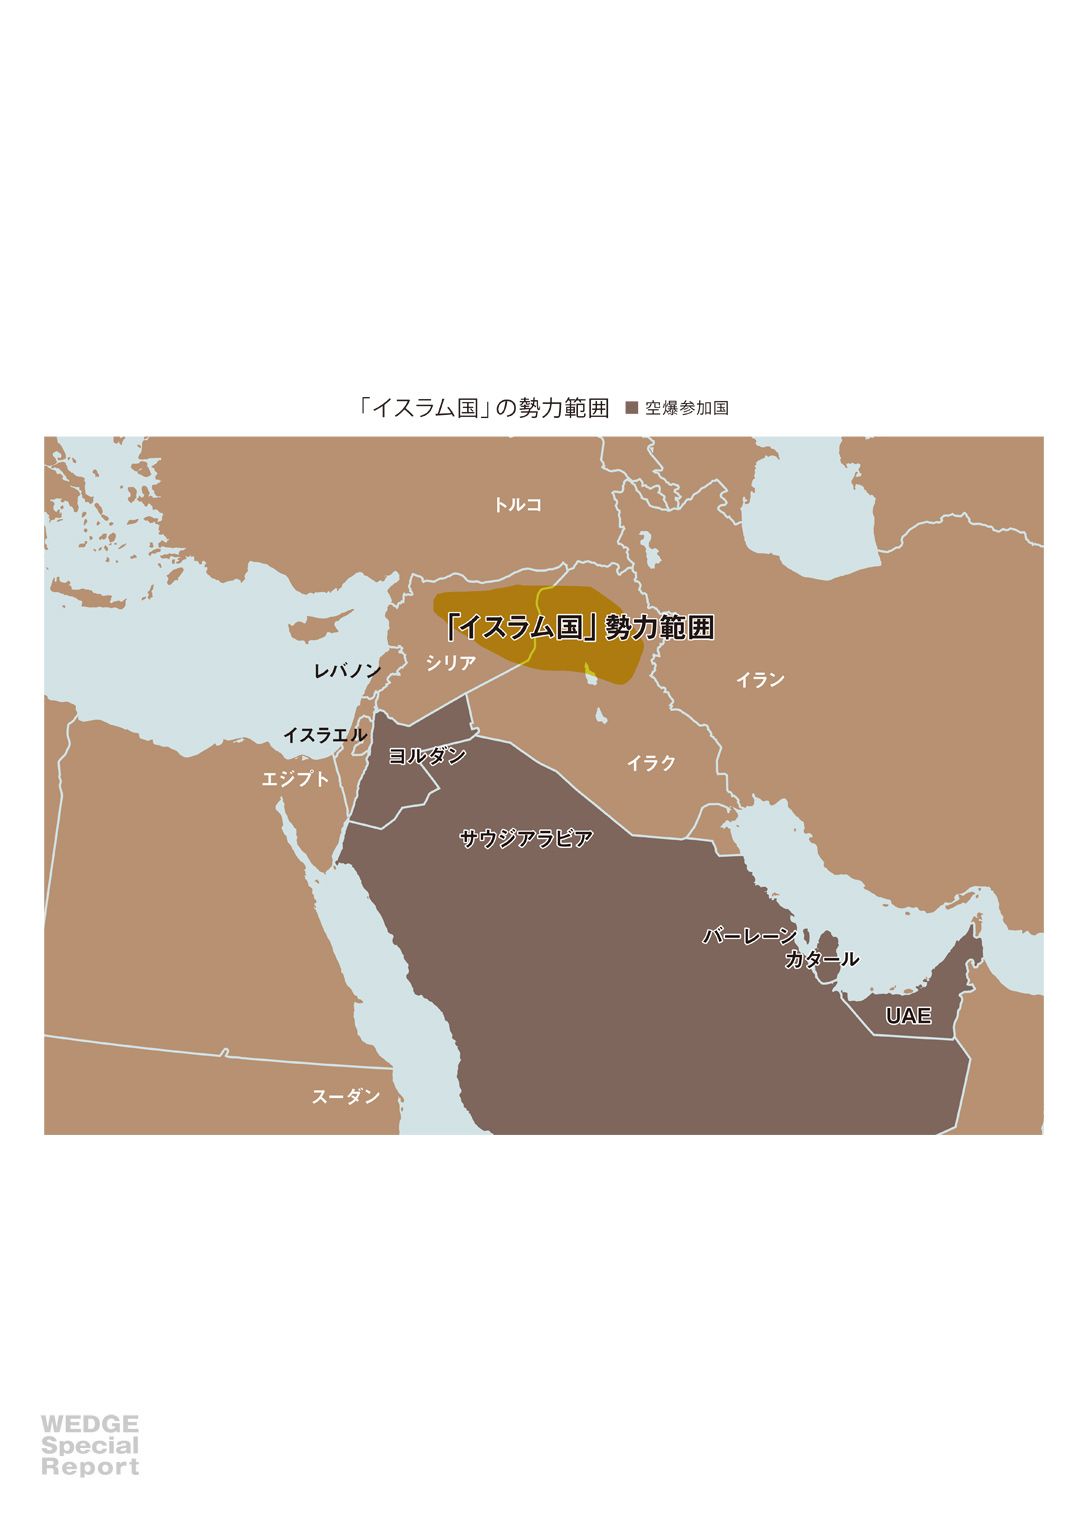 「イスラム国」の勢力範囲 ■ 空爆参加国
トルコ
「イスラム国」勢力範囲
シリア
レバノン
イラン
イスラエル
ヨルダン
イラク
エジプト
サウジアラビア
バーレーン
カタール
UAE
スーダン
WEDGE
Special
Report